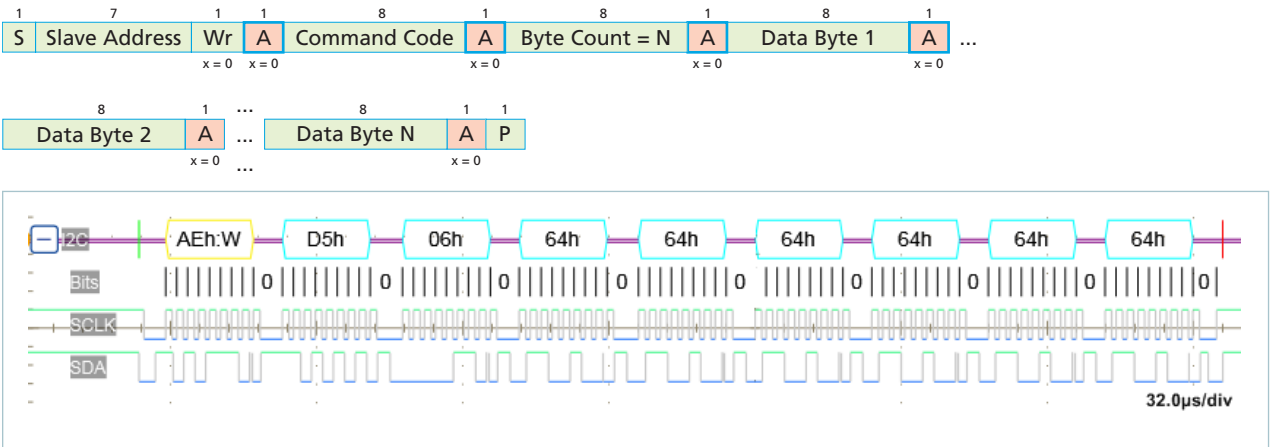 1 7 1 1 8 1 8 1 8 1
S Slave Address Wr A Command Code A Byte Count = N A Data Byte 1 A ...
x = 0 x = 0 x = 0 x = 0 x = 0
8 1 ... 8 1 1
Data Byte 2 A ... Data Byte N A P
x = 0 ... x = 0
I2C AEh:W D5h 06h 64h 64h 64h 64h 64h 64h
Bits 0 0 0 0 0 0 0 0 0
SCLK
SDA
32.0µs/div